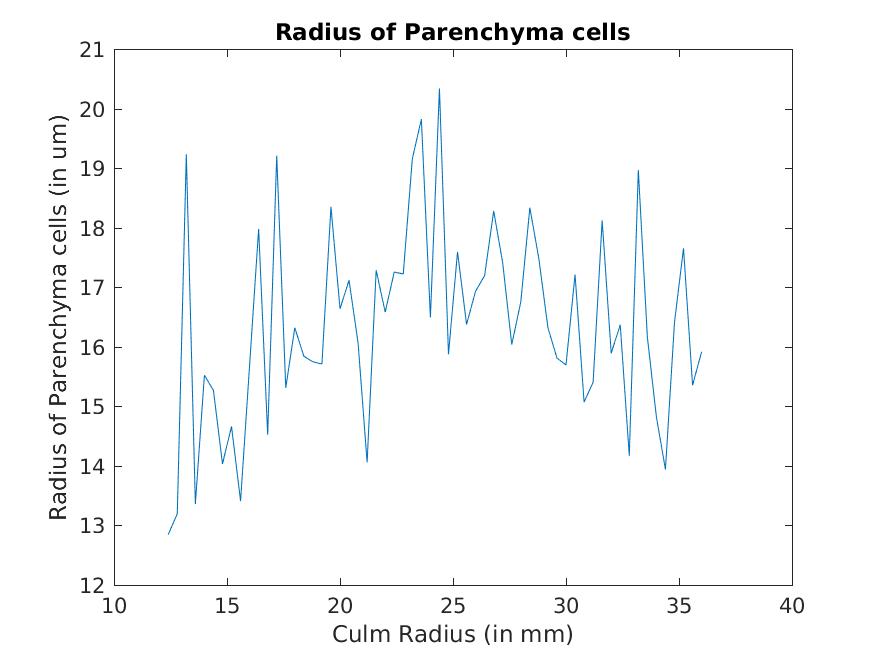 Radius of Parenchyma cells
21
20
19
18
17
16
15
14
13
12
Radius of Parenchyma cells (in um)
10 15 20 25 30 35 40
Culm Radius (in mm)